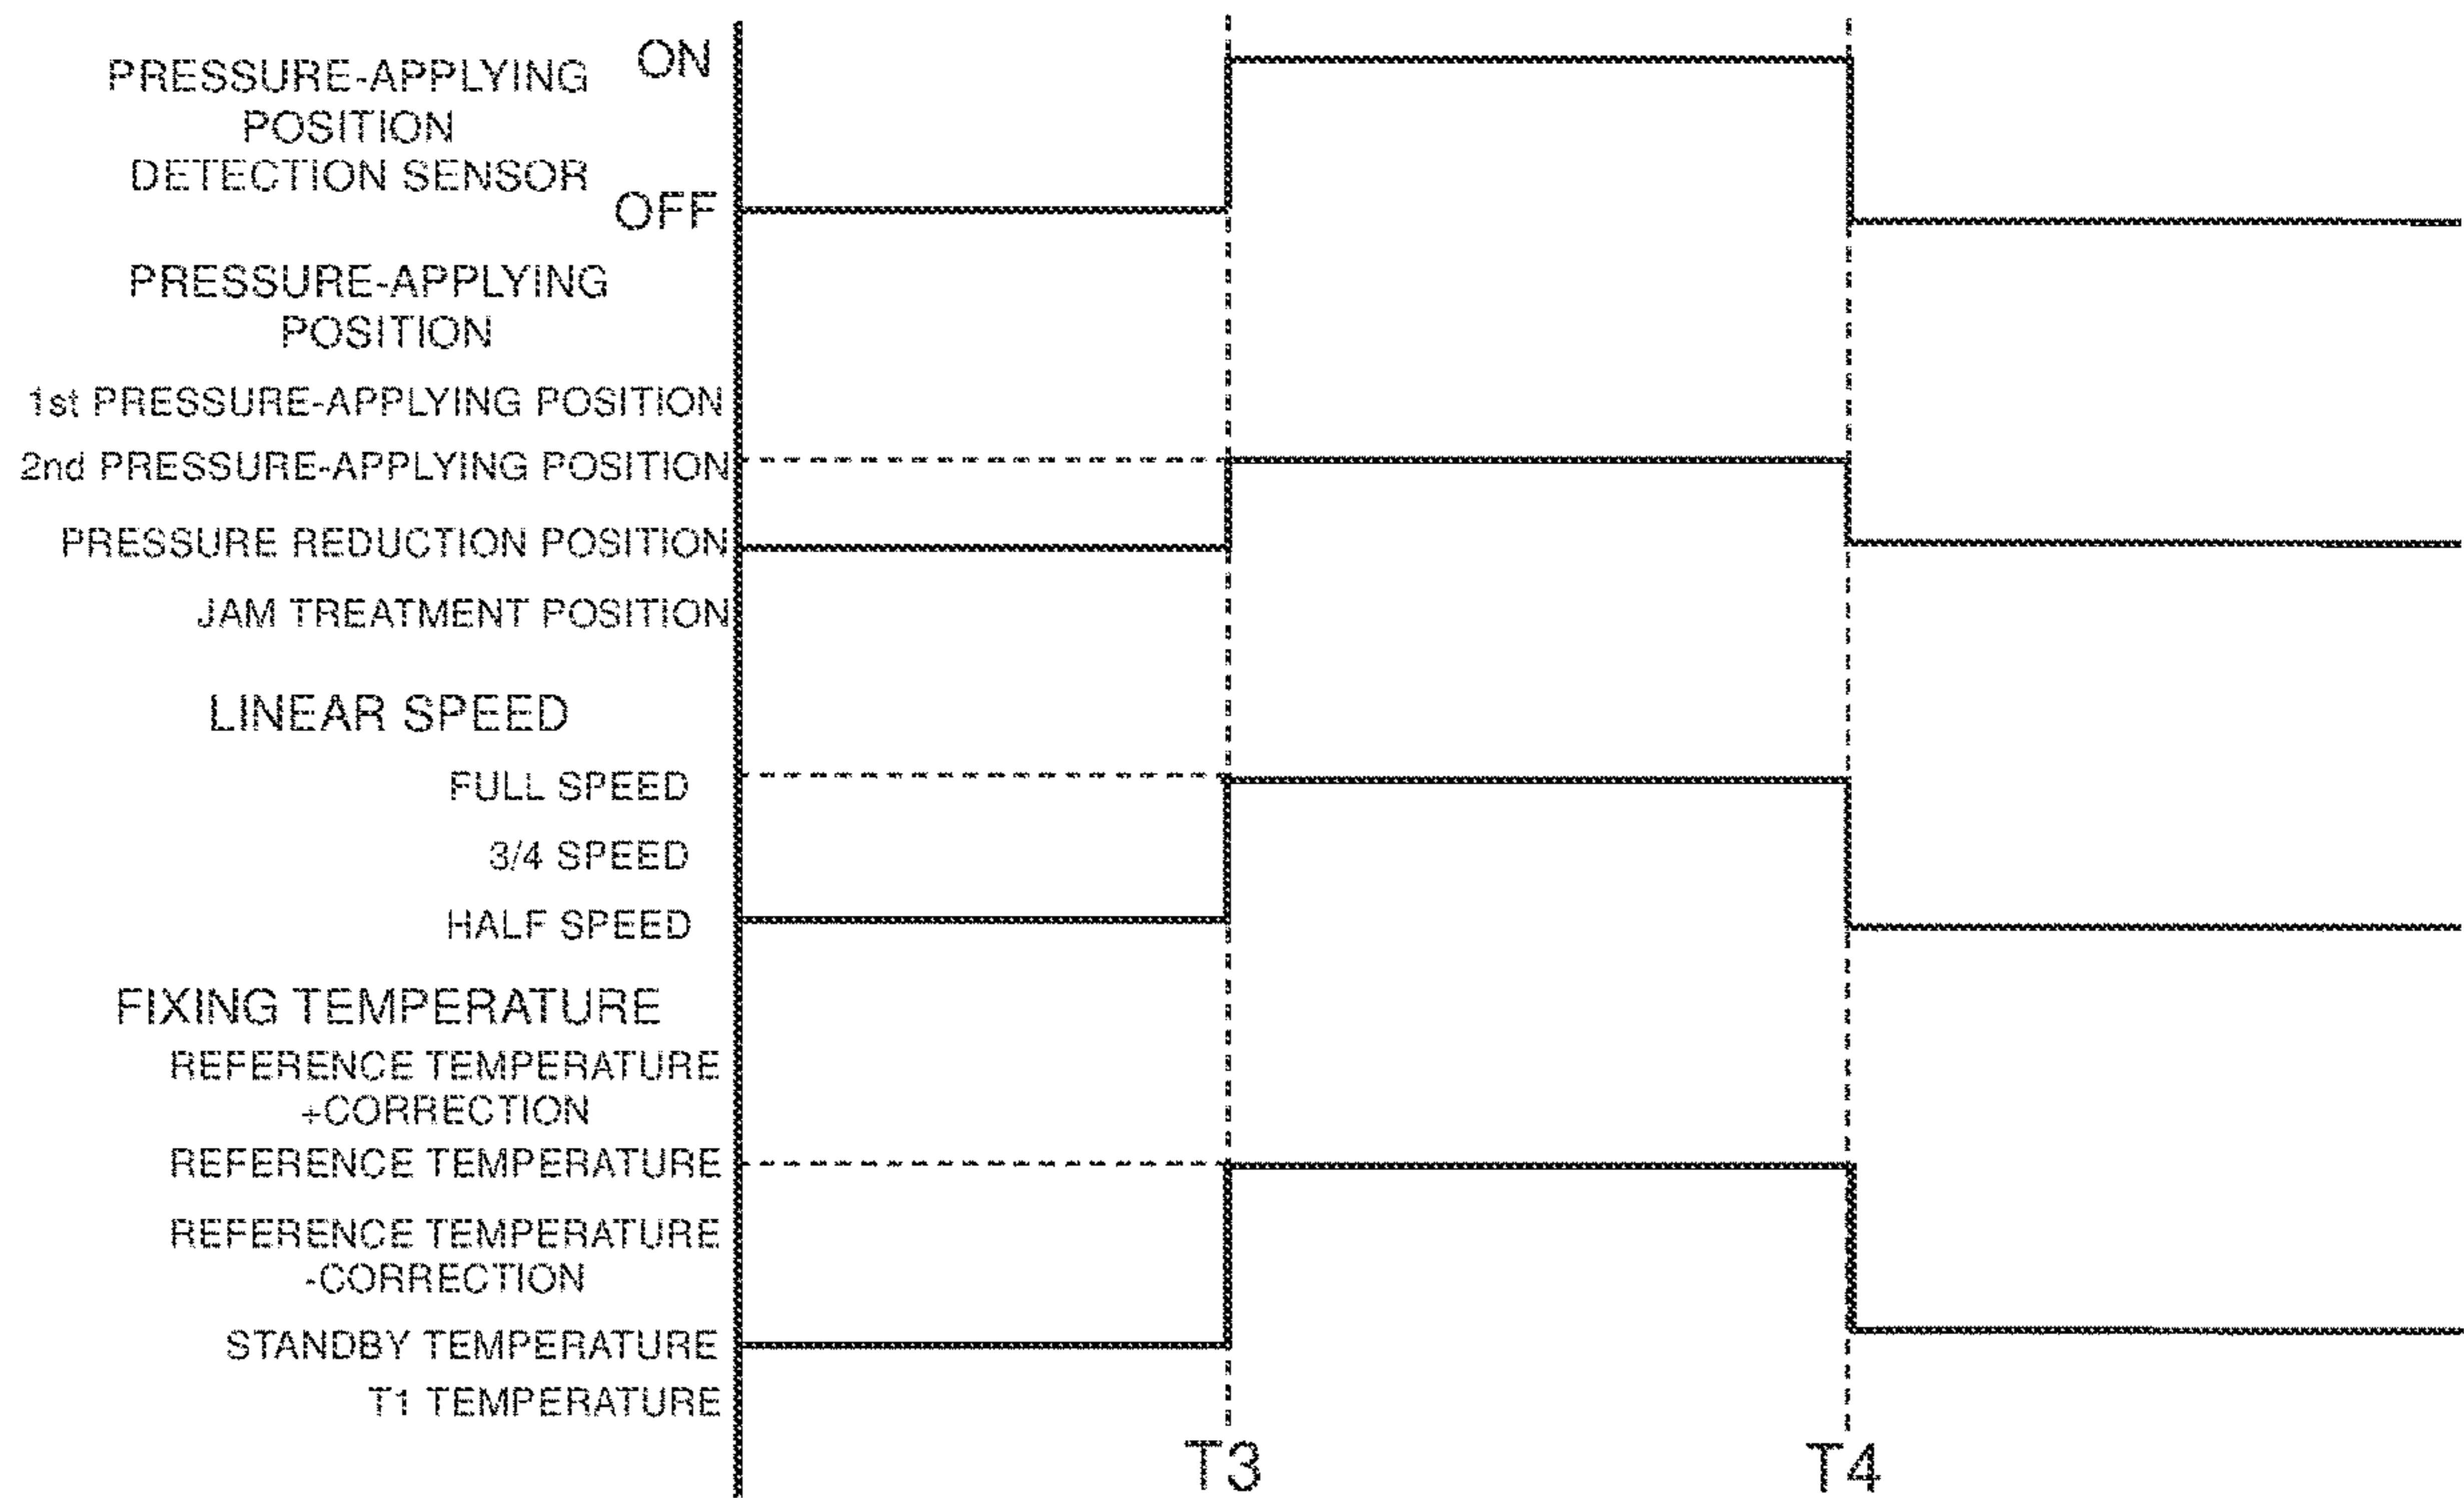 ON
PRESSURE-APPLYING
POSITION
DETECTION SENSOR
OFF
PRESSURE-APPLYING
POSITION
1st PRESSURE-APPLYING POSITION
2nd PRESSURE-APPLYING POSITION
PRESSURE REDUCTION POSITION
JAM TREATMENT POSITION
LINEAR SPEED
FULL SPEED
3/4 SPEED
HALF SPEED
FIXING TEMPERATURE
REFERENCE TEMPERATURE
+CORRECTION
REFERENCE TEMPERATURE
REFERENCE TEMPERATURE
-CORRECTION
STANDBY TEMPERATURE
T1 TEMPERATURE
T3
T4